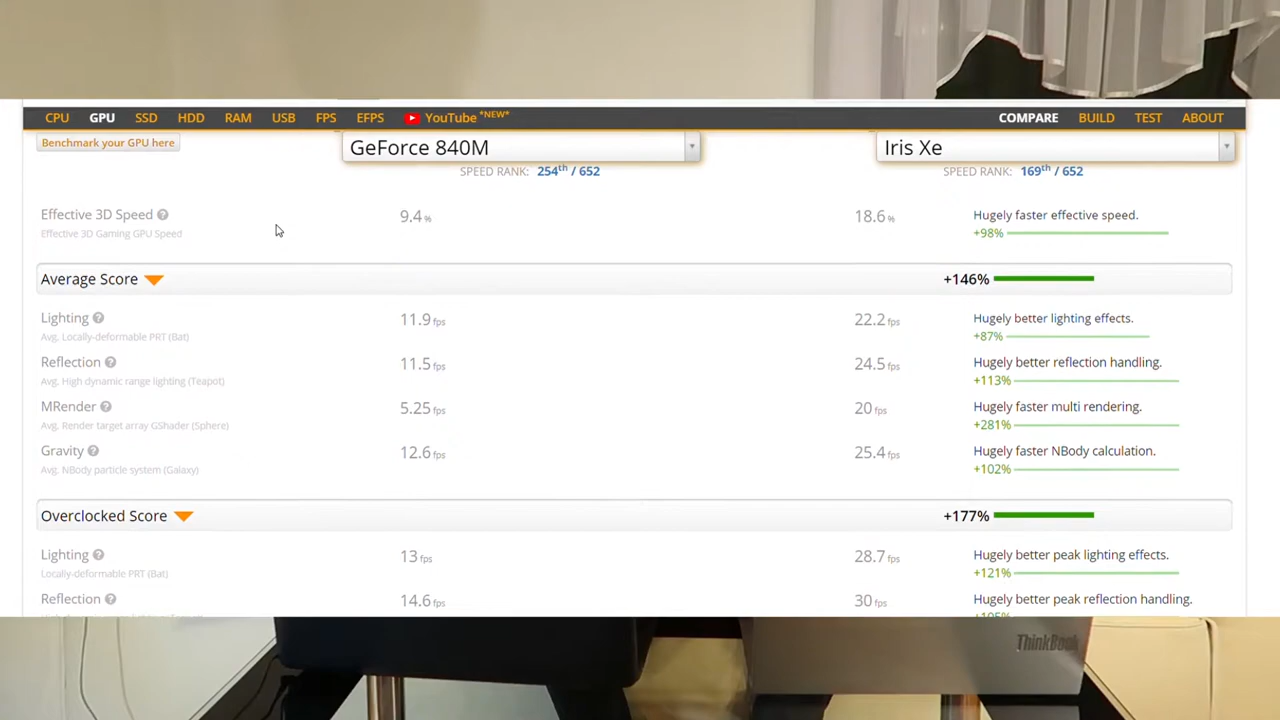 CPU GPU SSD HDD RAM USB FPS EFPS YouTube *NEW* COMPARE BUILD TEST ABOUT
Benchmark your GPU here
GeForce 840M
Iris Xe
SPEED RANK: 254th / 652
SPEED RANK: 169th / 652
Effective 3D Speed 9.4 % 18.6 % Hugely faster effective speed.
Effective 3D Gaming GPU Speed +98%
Average Score +146%
Lighting 11.9 fps 22.2 fps Hugely better lighting effects.
Avg. Locally-deformable PRT (Bat) +87%
Reflection 11.5 fps 24.5 fps Hugely better reflection handling.
Avg. High dynamic range lighting (Teapot) +113%
MRender 5.25 fps 20 fps Hugely faster multi rendering.
Avg. Render target array GShader (Sphere) +281%
Gravity 12.6 fps 25.4 fps Hugely faster NBody calculation.
Avg. NBody particle system (Galaxy) +102%
Overclocked Score +177%
Lighting 13 fps 28.7 fps Hugely better peak lighting effects.
Locally-deformable PRT (Bat) +121%
Reflection 14.6 fps 30 fps Hugely better peak reflection handling.
ThinkBook